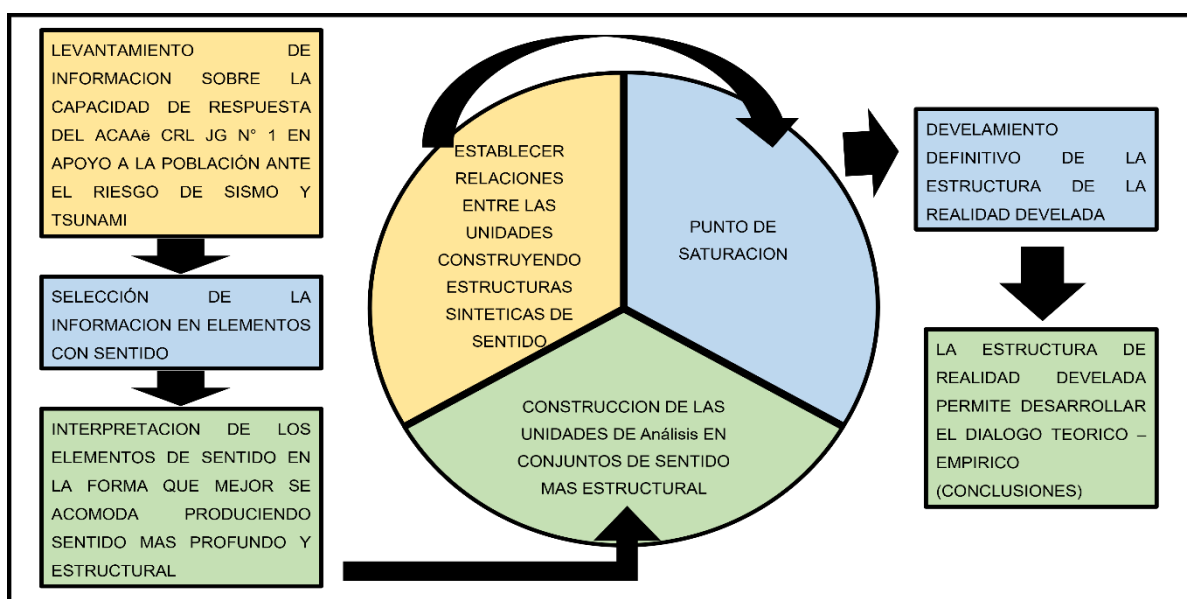 LEVANTAMIENTO DE
INFORMACION SOBRE LA
CAPACIDAD DE RESPUESTA
DEL ACAAë CRL JG N° 1 EN
APOYO A LA POBLACIÓN ANTE
EL RIESGO DE SISMO Y
TSUNAMI
SELECCIÓN DE LA
INFORMACION EN ELEMENTOS
CON SENTIDO
INTERPRETACION DE LOS
ELEMENTOS DE SENTIDO EN
LA FORMA QUE MEJOR SE
ACOMODA PRODUCIENDO
SENTIDO MAS PROFUNDO Y
ESTRUCTURAL
CONSTRUCCION DE LAS
UNIDADES DE Análisis EN
CONJUNTOS DE SENTIDO
MAS ESTRUCTURAL
ESTABLECER
RELACIONES
ENTRE LAS
UNIDADES
CONSTRUYENDO
ESTRUCTURAS
SINTETICAS DE
SENTIDO
PUNTO DE
SATURACION
DEVELAMIENTO
DEFINITIVO DE LA
ESTRUCTURA DE LA
REALIDAD DEVELADA
LA ESTRUCTURA DE
REALIDAD DEVELADA
PERMITE DESARROLLAR
EL DIALOGO TEORICO –
EMPIRICO
(CONCLUSIONES)